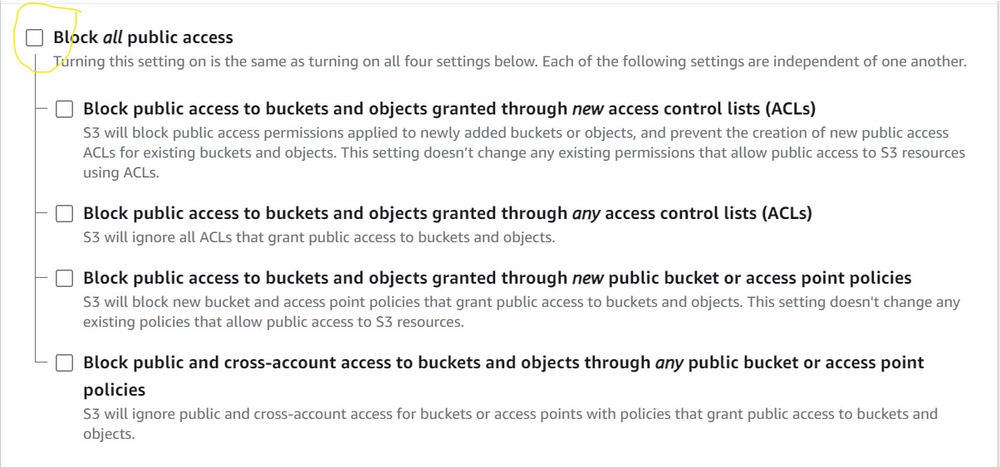 Block all public access
Turning this setting on is the same as turning on all four settings below. Each of the following settings are independent of one another.
Block public access to buckets and objects granted through new access control lists (ACLs)
S3 will block public access permissions applied to newly added buckets or objects, and prevent the creation of new public access
ACLs for existing buckets and objects. This setting doesn’t change any existing permissions that allow public access to S3 resources
using ACLs.
Block public access to buckets and objects granted through any access control lists (ACLs)
S3 will ignore all ACLs that grant public access to buckets and objects.
Block public access to buckets and objects granted through new public bucket or access point policies
S3 will block new bucket and access point policies that grant public access to buckets and objects. This setting doesn't change any
existing policies that allow public access to S3 resources.
Block public and cross-account access to buckets and objects through any public bucket or access point
policies
S3 will ignore public and cross-account access for buckets or access points with policies that grant public access to buckets and
objects.